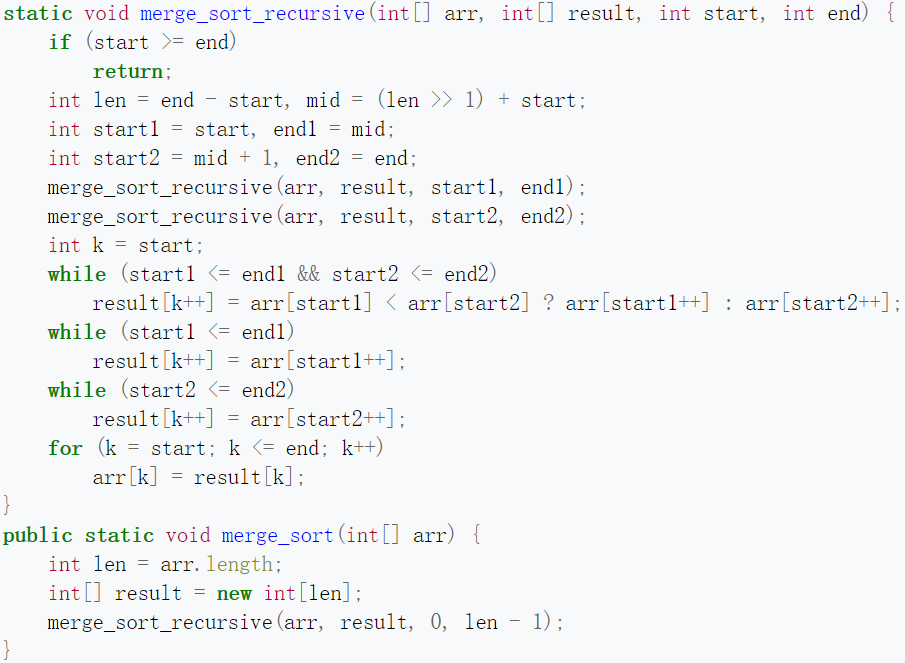 static void merge_sort_recursive(int[] arr, int[] result, int start, int end) {
    if (start >= end)
        return;
    int len = end - start, mid = (len >> 1) + start;
    int start1 = start, end1 = mid;
    int start2 = mid + 1, end2 = end;
    merge_sort_recursive(arr, result, start1, end1);
    merge_sort_recursive(arr, result, start2, end2);
    int k = start;
    while (start1 <= end1 && start2 <= end2)
        result[k++] = arr[start1] < arr[start2] ? arr[start1++] : arr[start2++];
    while (start1 <= end1)
        result[k++] = arr[start1++];
    while (start2 <= end2)
        result[k++] = arr[start2++];
    for (k = start; k <= end; k++)
        arr[k] = result[k];
}
public static void merge_sort(int[] arr) {
    int len = arr.length;
    int[] result = new int[len];
    merge_sort_recursive(arr, result, 0, len - 1);
}